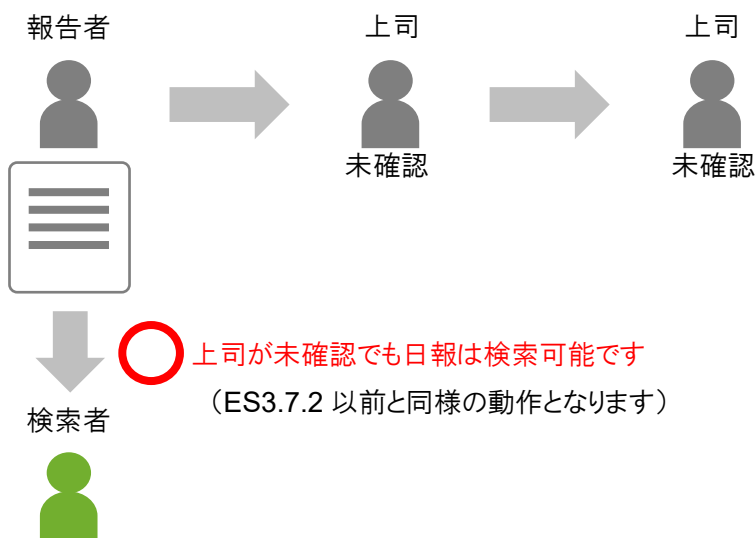 報告者
上司
上司
未確認
未確認
上司が未確認でも日報は検索可能です
（ES3.7.2 以前と同様の動作となります）
検索者